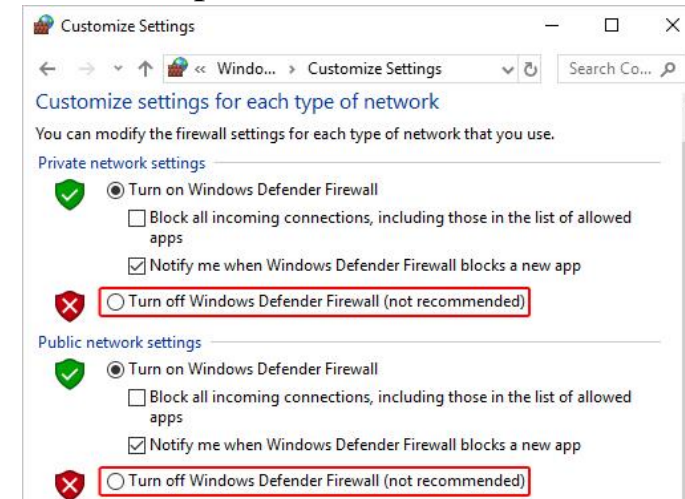 Customize Settings
« Windo... › Customize Settings
Search Co...
Customize settings for each type of network
You can modify the firewall settings for each type of network that you use.
Private network settings
Turn on Windows Defender Firewall
Block all incoming connections, including those in the list of allowed
apps
Notify me when Windows Defender Firewall blocks a new app
Turn off Windows Defender Firewall (not recommended)
Public network settings
Turn on Windows Defender Firewall
Block all incoming connections, including those in the list of allowed
apps
Notify me when Windows Defender Firewall blocks a new app
Turn off Windows Defender Firewall (not recommended)